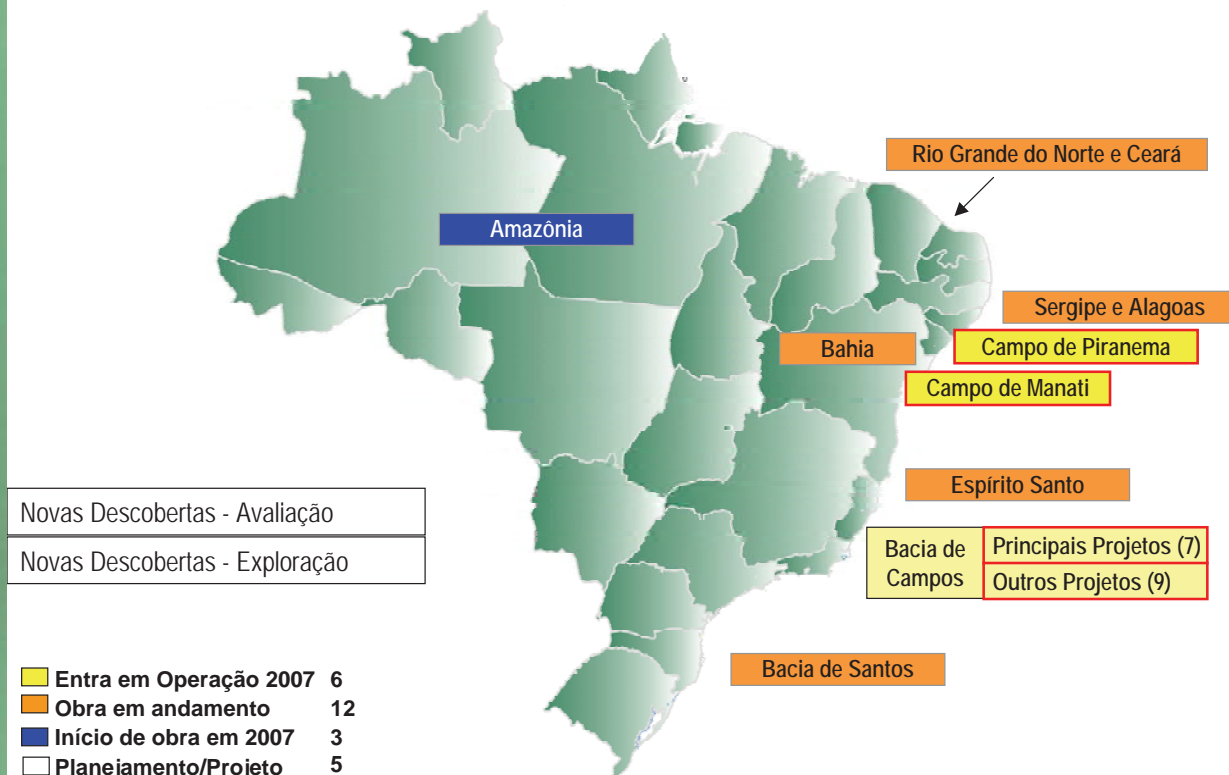 Rio Grande do Norte e Ceará
Amazônia
Sergipe e Alagoas
Bahia
Campo de Piranema
Campo de Manati
Espírito Santo
Novas Descobertas - Avaliação
Novas Descobertas - Exploração
Bacia de
Campos
Principais Projetos (7)
Outros Projetos (9)
Bacia de Santos
Entra em Operação 2007 6
Obra em andamento 12
Início de obra em 2007 3
Planejamento/Projeto 5